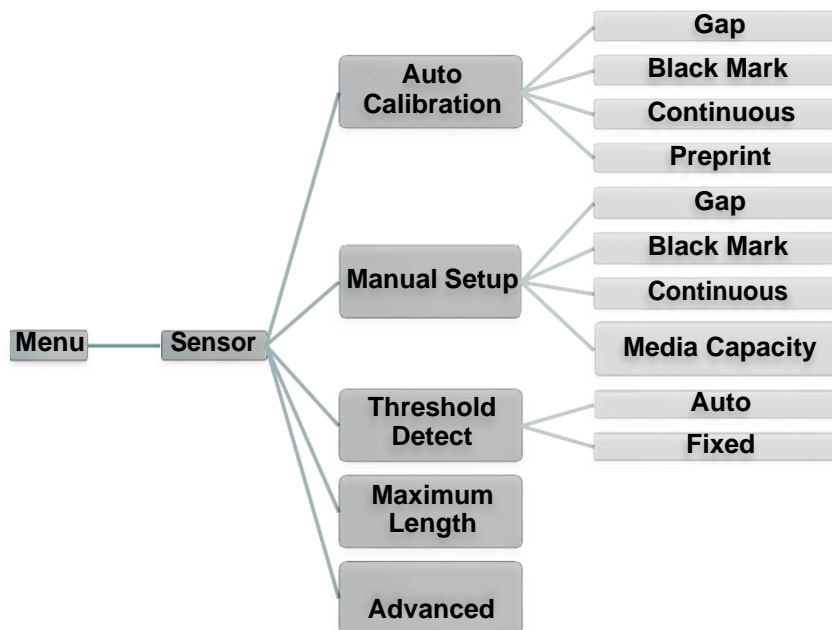 Menu
Sensor
Auto
Calibration
Gap
Black Mark
Continuous
Preprint
Manual Setup
Gap
Black Mark
Continuous
Media Capacity
Threshold
Detect
Auto
Fixed
Maximum
Length
Advanced